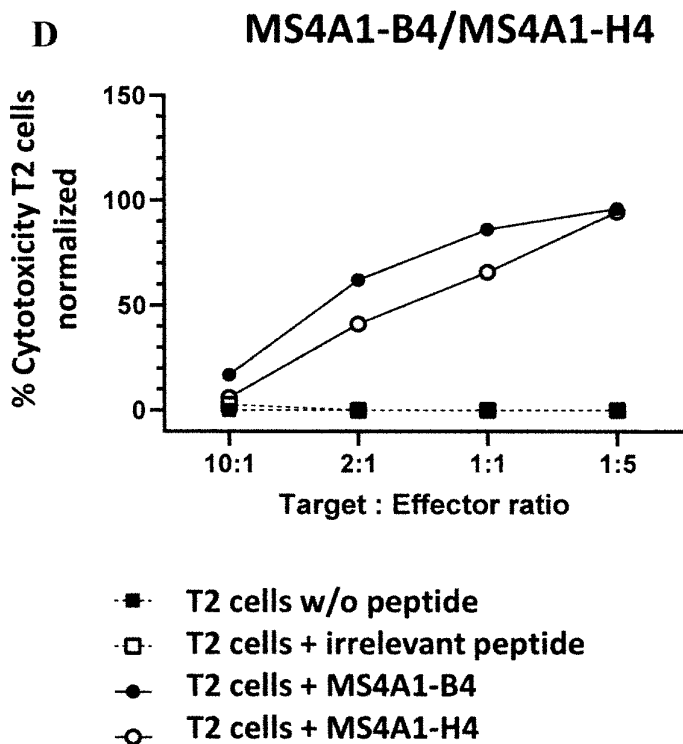 D
MS4A1-B4/MS4A1-H4
% Cytotoxicity T2 cells
normalized
150
100
50
0
10:1 2:1 1:1 1:5
Target : Effector ratio
T2 cells w/o peptide
T2 cells + irrelevant peptide
T2 cells + MS4A1-B4
T2 cells + MS4A1-H4